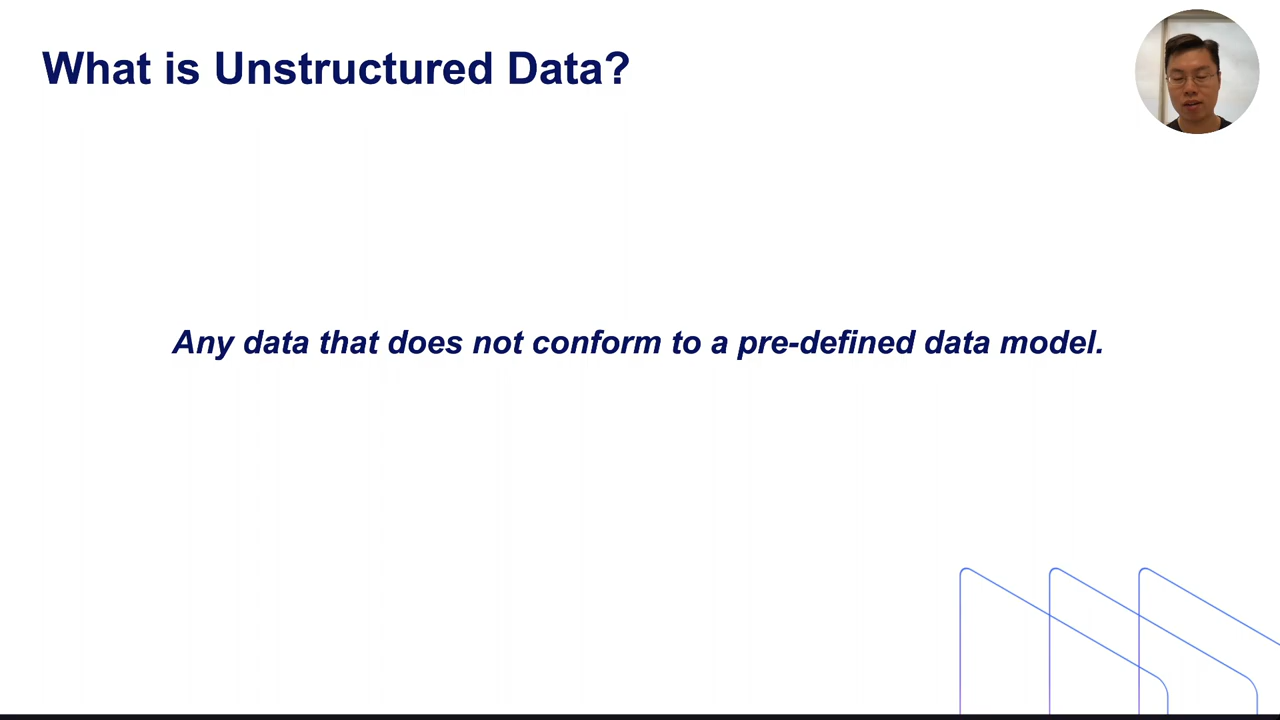 What is Unstructured Data?
Any data that does not conform to a pre-defined data model.